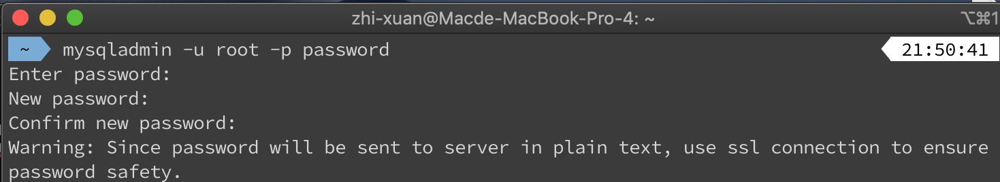 zhi-xuan@Macde-MacBook-Pro-4: ~
⌥⌘1
~ mysqladmin -u root -p password 21:50:41
Enter password:
New password:
Confirm new password:
Warning: Since password will be sent to server in plain text, use ssl connection to ensure
password safety.